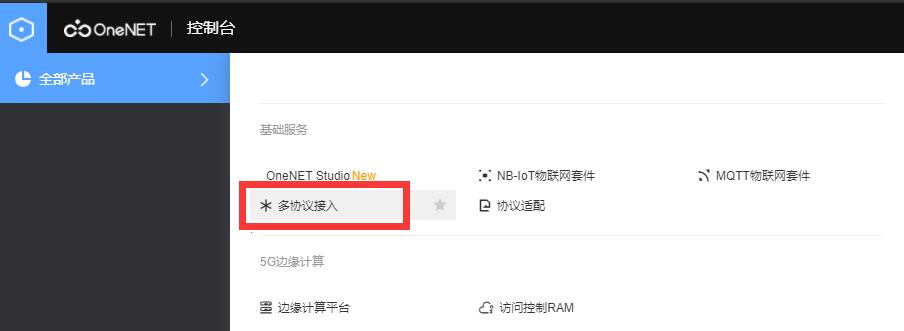 OneNET 控制台
全部产品
基础服务
OneNET Studio New NB-IoT物联网套件 MQTT物联网套件
多协议接入 协议适配
5G边缘计算
边缘计算平台 访问控制RAM